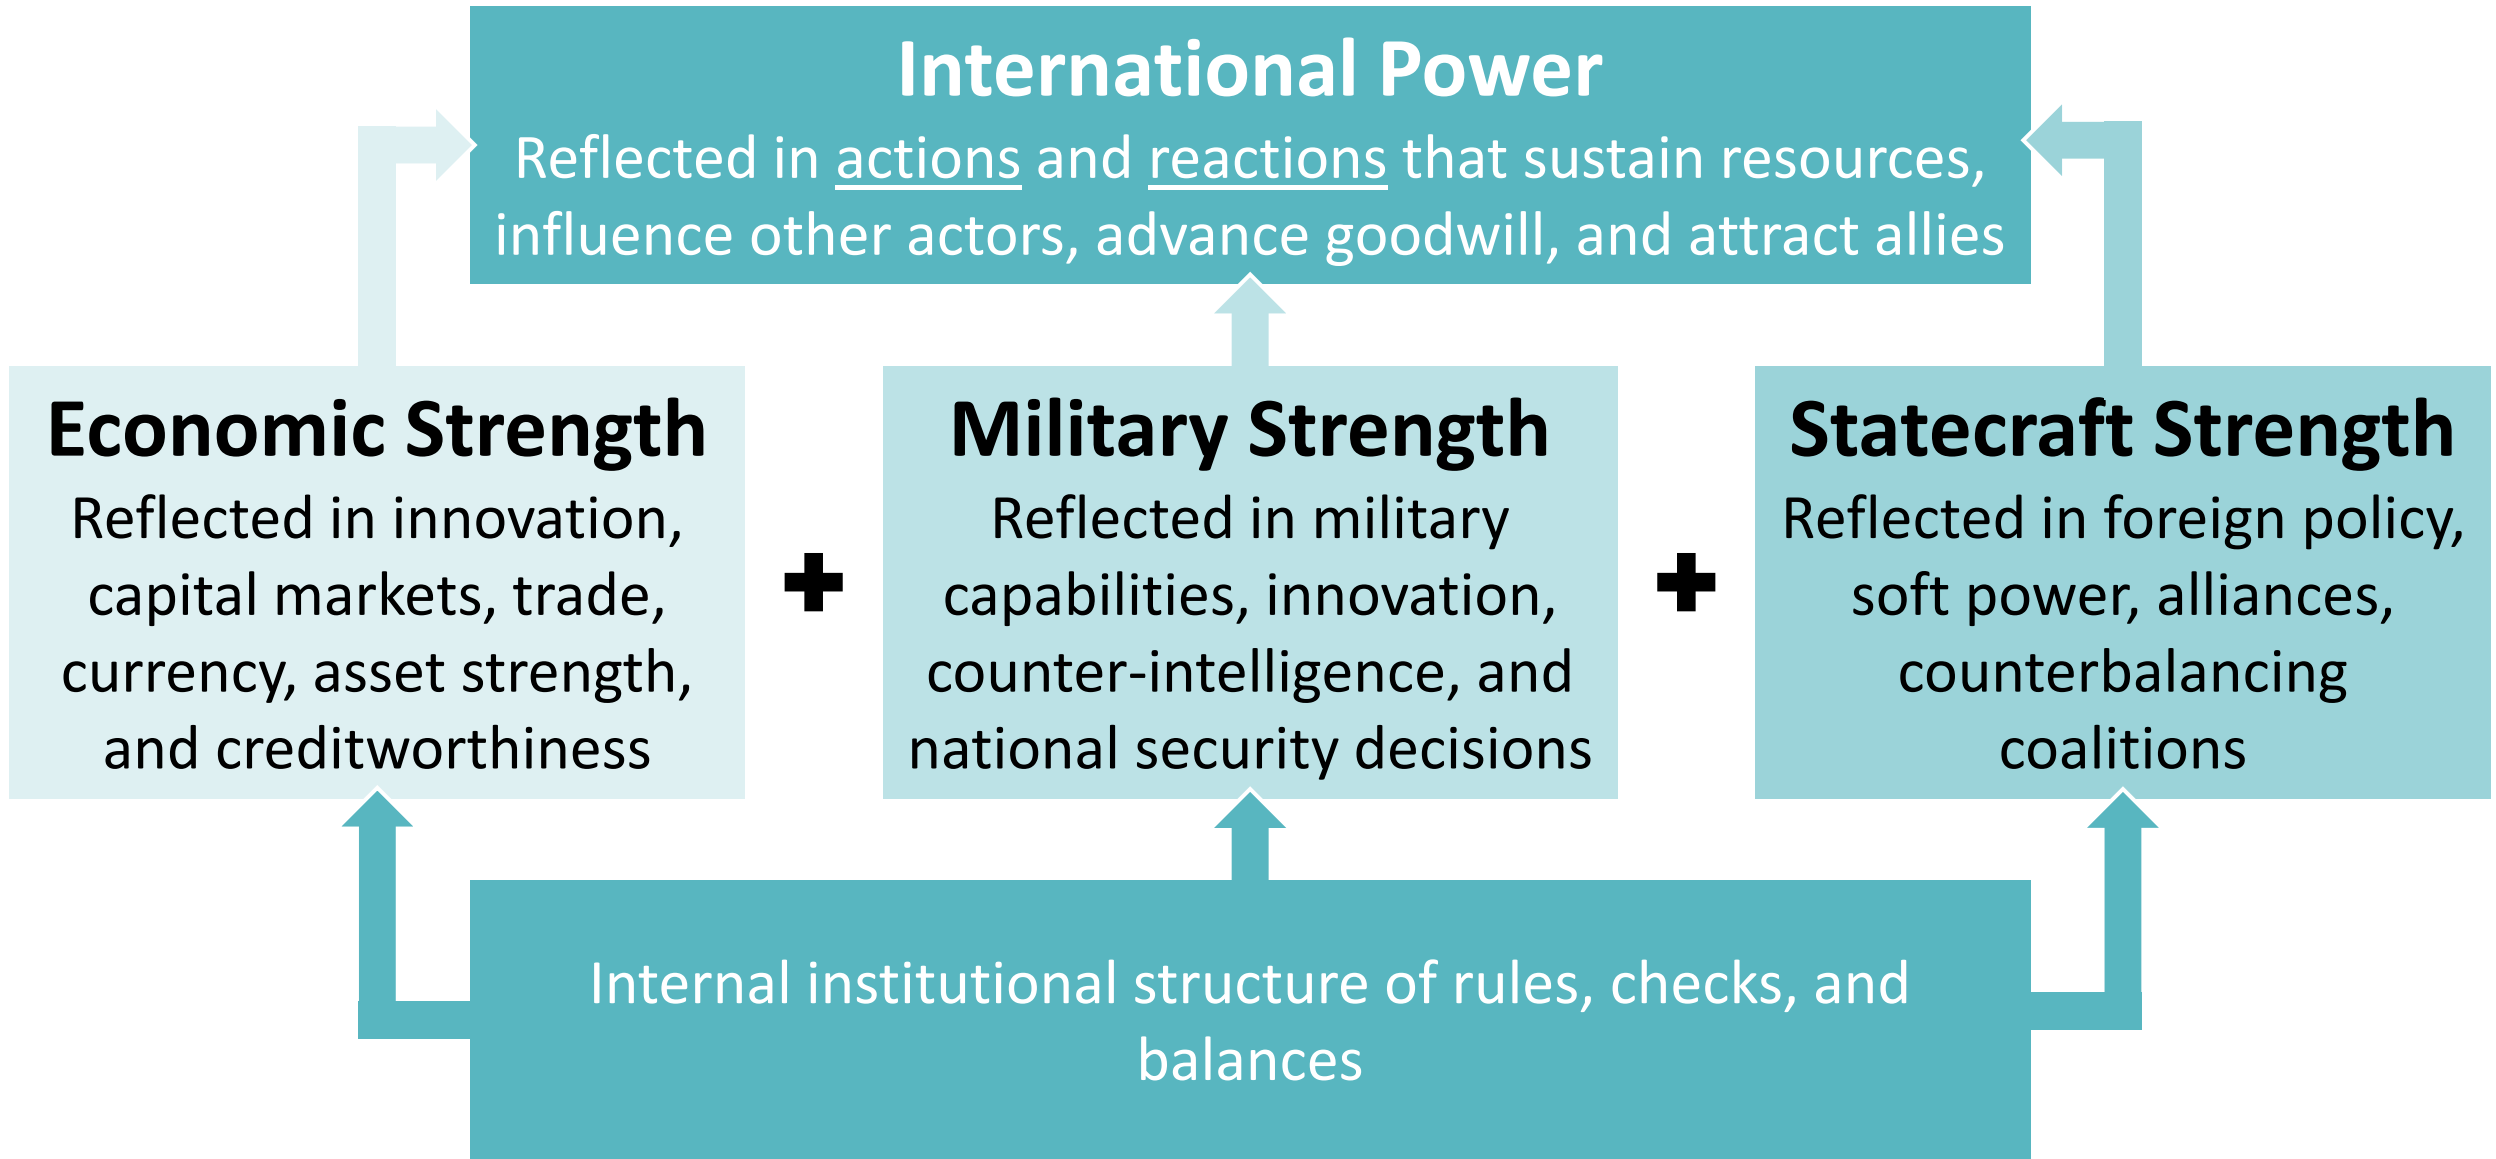 International Power
Reflected in actions and reactions that sustain resources,
influence other actors, advance goodwill, and attract allies
Economic Strength
Reflected in innovation,
capital markets, trade,
currency, asset strength,
and creditworthiness
Military Strength
Reflected in military
capabilities, innovation,
counter-intelligence, and
national security decisions
Statecraft Strength
Reflected in foreign policy,
soft power, alliances,
counterbalancing
coalitions
Internal institutional structure of rules, checks, and
balances